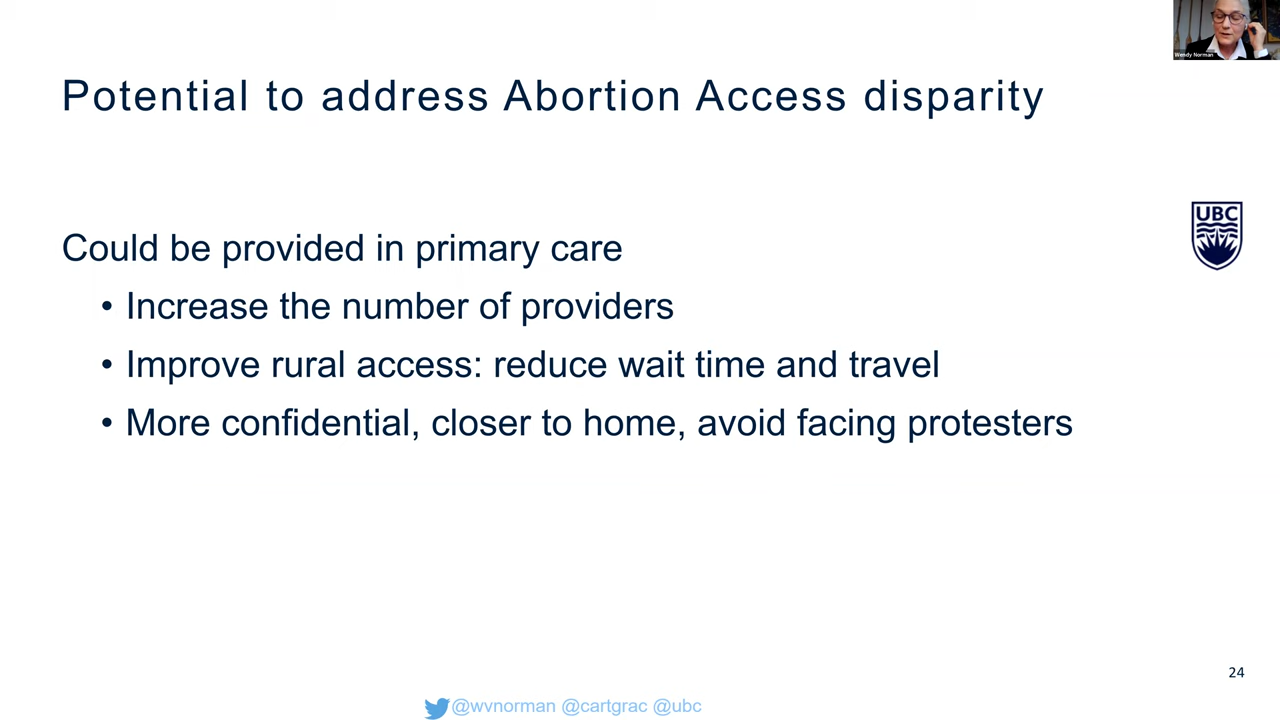 Wendy Norman
Potential to address Abortion Access disparity
UBC
Could be provided in primary care
• Increase the number of providers
• Improve rural access: reduce wait time and travel
• More confidential, closer to home, avoid facing protesters
24
@wvnorman @cartgrac @ubc